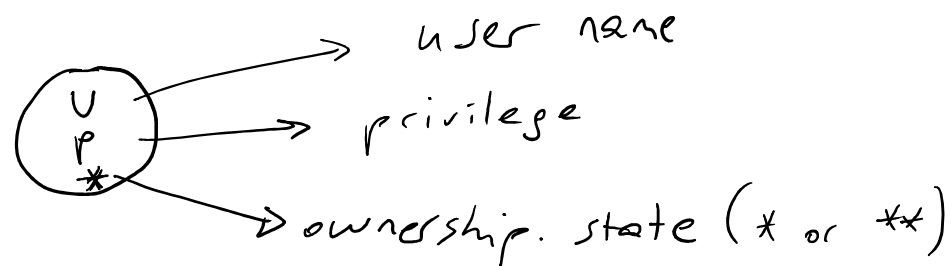 user name
U
P
privilege
*
ownership. state (* or **)